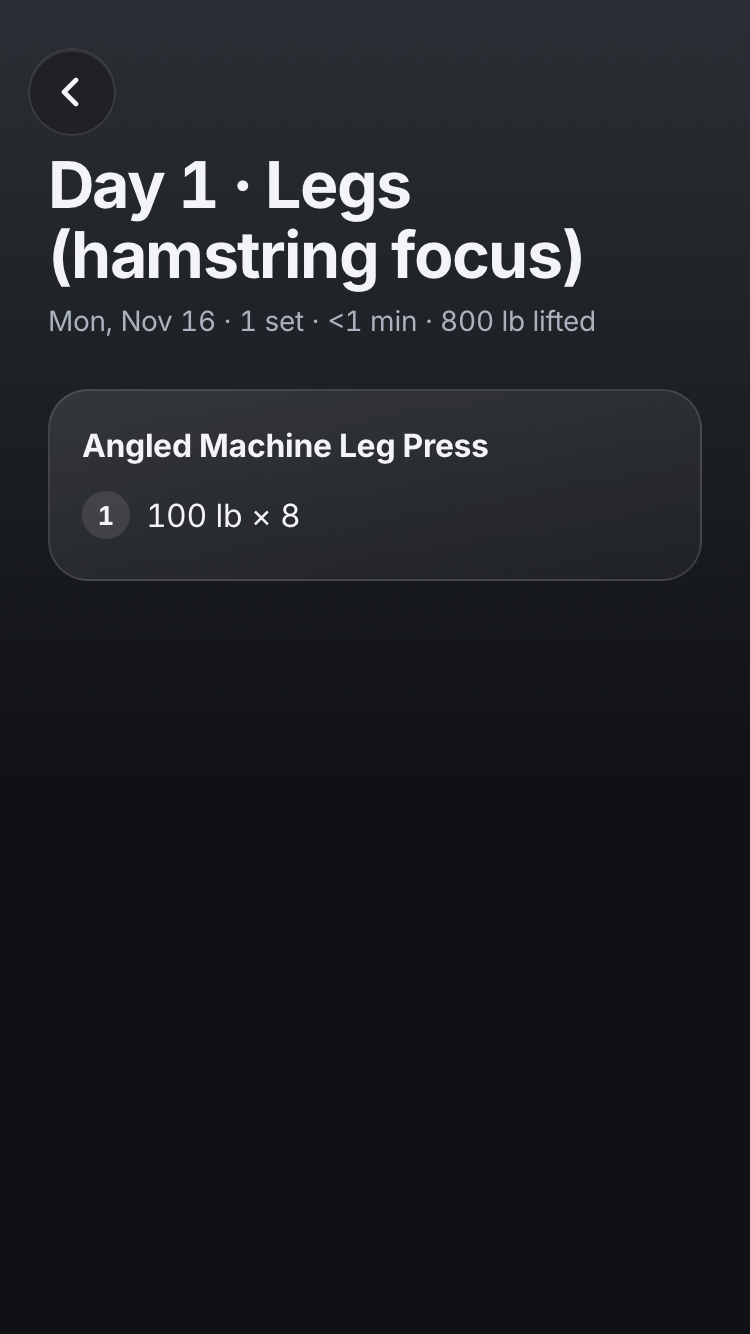 Day 1 · Legs
(hamstring focus)
Mon, Nov 16 · 1 set · <1 min · 800 lb lifted
Angled Machine Leg Press
1 100 lb × 8